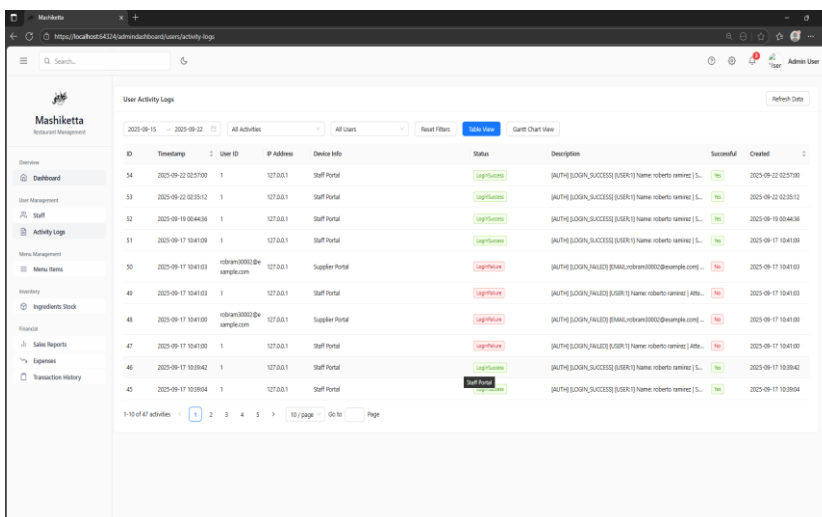 Mashiketta
https://localhost:64324/admindashboard/users/activity-logs
Search...
User
Admin User
Mashiketta
Restaurant Management
Overview
Dashboard
User Management
Staff
Activity Logs
Menu Management
Menu Items
Inventory
Ingredients Stock
Financial
Sales Reports
Expenses
Transaction History
User Activity Logs
Refresh Data
2025-09-15 → 2025-09-22 All Activities All Users Reset Filters Table View Gantt Chart View
ID Timestamp User ID IP Address Device Info Status Description Successful Created
54 2025-09-22 02:57:00 1 127.0.0.1 Staff Portal LoginSuccess [AUTH] [LOGIN_SUCCESS] [USER:1] Name: roberto ramirez | S... Yes 2025-09-22 02:57:00
53 2025-09-22 02:35:12 1 127.0.0.1 Staff Portal LoginSuccess [AUTH] [LOGIN_SUCCESS] [USER:1] Name: roberto ramirez | S... Yes 2025-09-22 02:35:12
52 2025-09-19 00:44:36 1 127.0.0.1 Staff Portal LoginSuccess [AUTH] [LOGIN_SUCCESS] [USER:1] Name: roberto ramirez | S... Yes 2025-09-19 00:44:36
51 2025-09-17 10:41:09 1 127.0.0.1 Staff Portal LoginSuccess [AUTH] [LOGIN_SUCCESS] [USER:1] Name: roberto ramirez | S... Yes 2025-09-17 10:41:09
50 2025-09-17 10:41:03 robram30002@example.com 127.0.0.1 Supplier Portal LoginFailure [AUTH] [LOGIN_FAILED] [EMAIL:robram30002@example.com] ... No 2025-09-17 10:41:03
49 2025-09-17 10:41:03 1 127.0.0.1 Staff Portal LoginFailure [AUTH] [LOGIN_FAILED] [USER:1] Name: roberto ramirez | Atte... No 2025-09-17 10:41:03
48 2025-09-17 10:41:00 robram30002@example.com 127.0.0.1 Supplier Portal LoginFailure [AUTH] [LOGIN_FAILED] [EMAIL:robram30002@example.com] ... No 2025-09-17 10:41:00
47 2025-09-17 10:41:00 1 127.0.0.1 Staff Portal LoginFailure [AUTH] [LOGIN_FAILED] [USER:1] Name: roberto ramirez | Atte... No 2025-09-17 10:41:00
46 2025-09-17 10:39:42 1 127.0.0.1 Staff Portal LoginSuccess [AUTH] [LOGIN_SUCCESS] [USER:1] Name: roberto ramirez | S... Yes 2025-09-17 10:39:42
Staff Portal
45 2025-09-17 10:39:04 1 127.0.0.1 Staff Portal LoginSuccess [AUTH] [LOGIN_SUCCESS] [USER:1] Name: roberto ramirez | S... Yes 2025-09-17 10:39:04
1-10 of 47 activities < 1 2 3 4 5 > 10 / page Go to Page